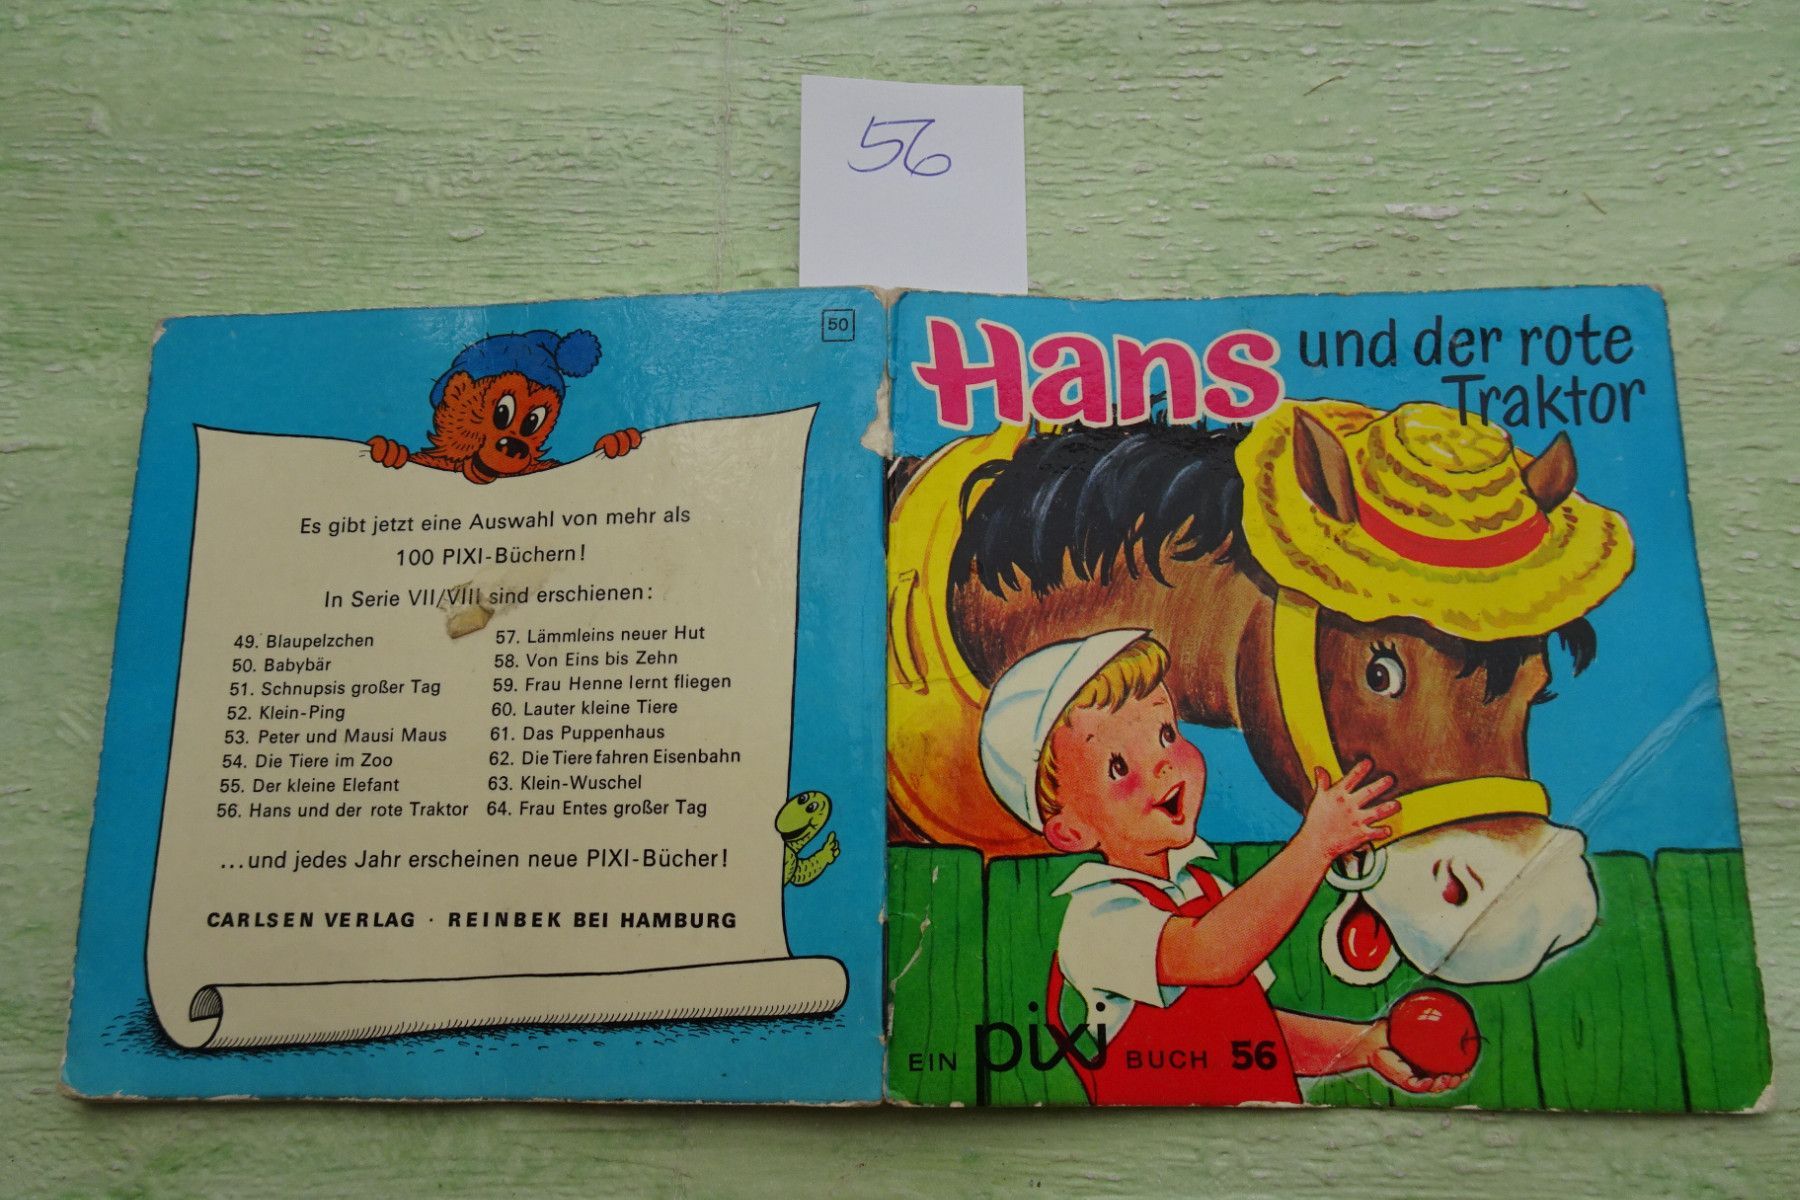 56
50
Es gibt jetzt eine Auswahl von mehr als
100 PIXI-Büchern!
In Serie VII/VIII sind erschienen:
49. Blaupelzchen
50. Babybär
51. Schnupsis großer Tag
52. Klein-Ping
53. Peter und Mausi Maus
54. Die Tiere im Zoo
55. Der kleine Elefant
56. Hans und der rote Traktor
57. Lämmleins neuer Hut
58. Von Eins bis Zehn
59. Frau Henne lernt fliegen
60. Lauter kleine Tiere
61. Das Puppenhaus
62. Die Tiere fahren Eisenbahn
63. Klein-Wuschel
64. Frau Entes großer Tag
...und jedes Jahr erscheinen neue PIXI-Bücher!
CARLSEN VERLAG · REINBEK BEI HAMBURG
Hans und der rote
Traktor
EIN pixi BUCH 56